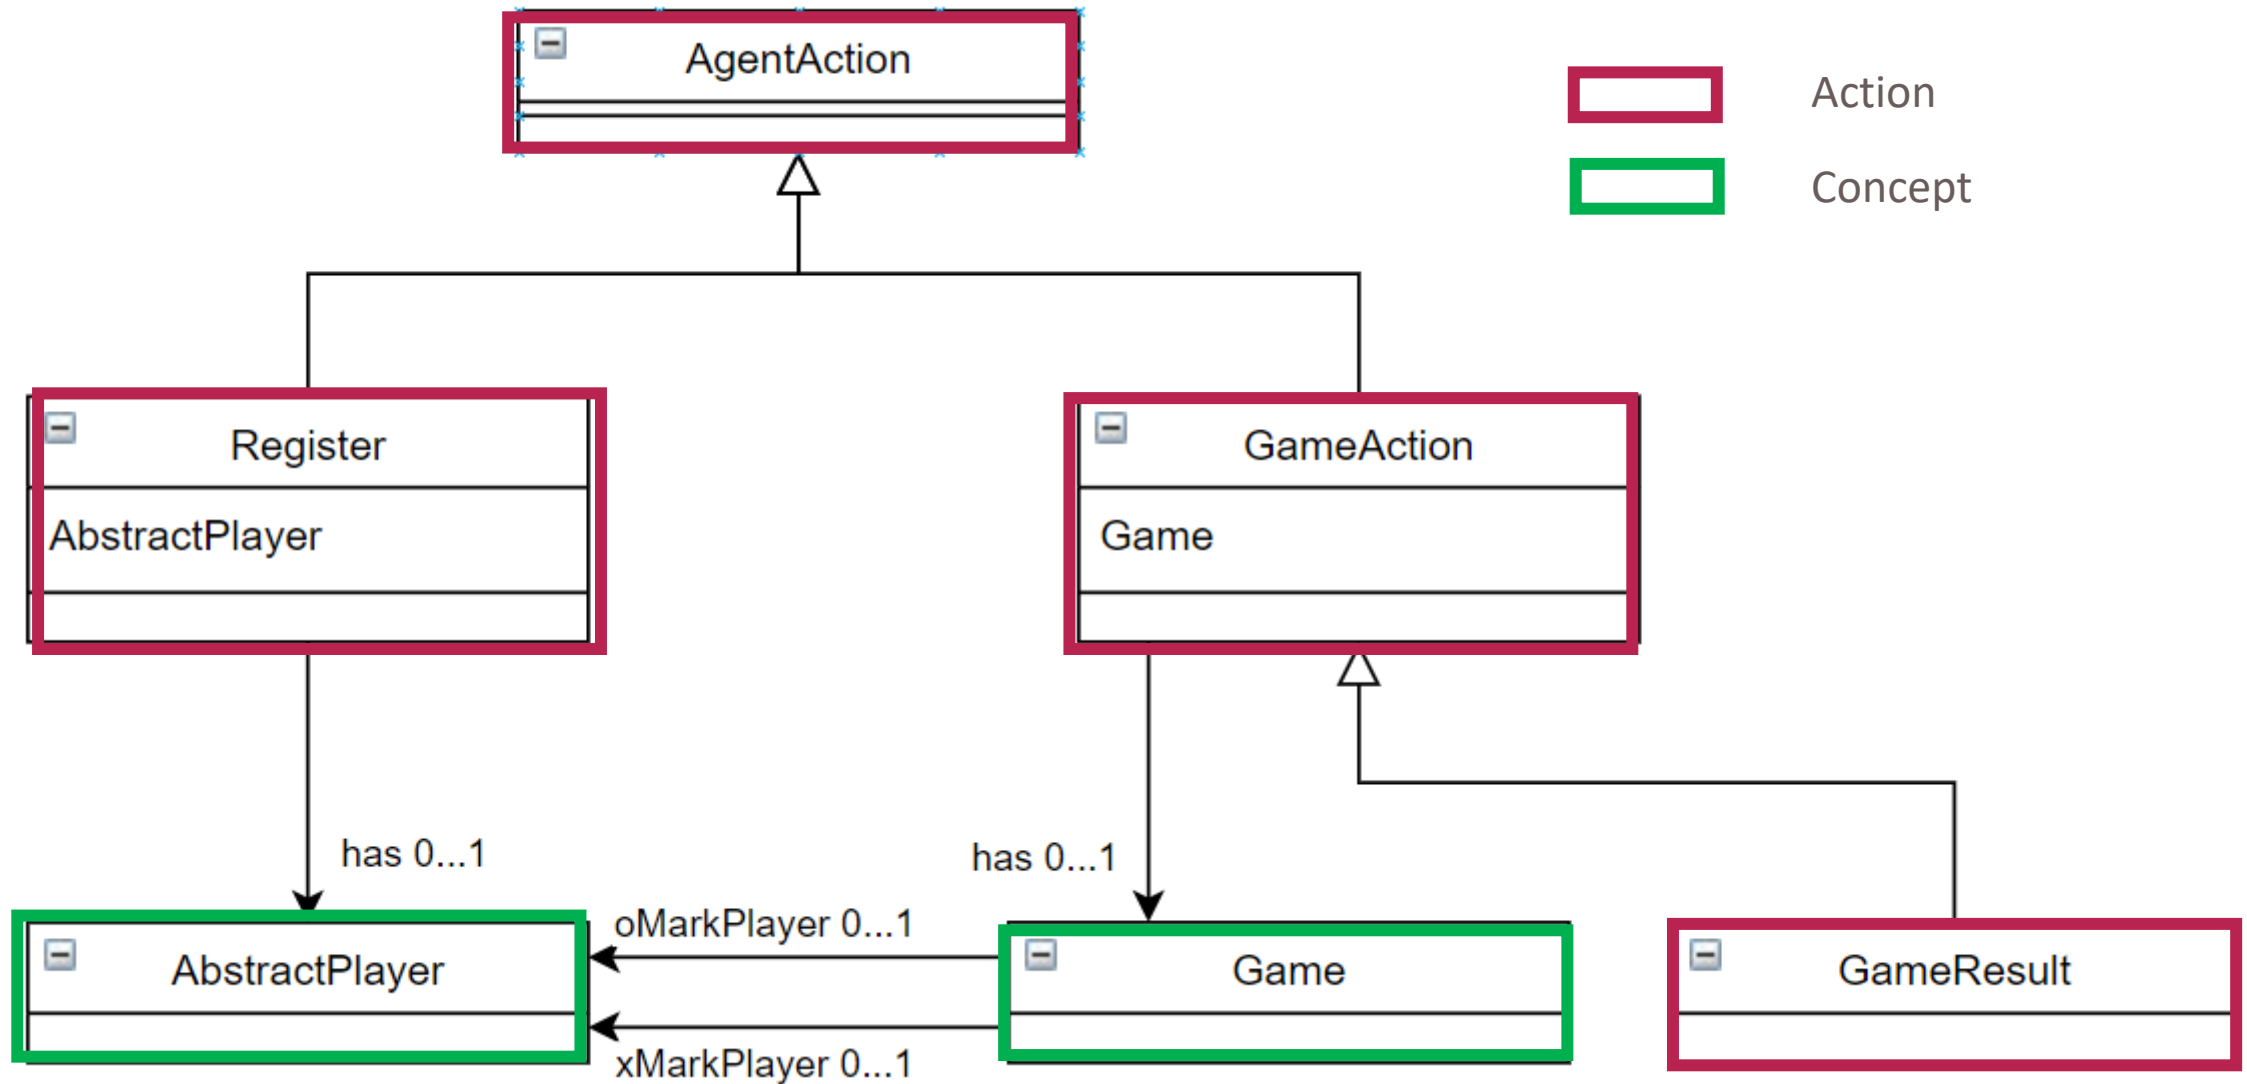 AgentAction
Action
Concept
Register
AbstractPlayer
GameAction
Game
has 0...1
has 0...1
oMarkPlayer 0...1
xMarkPlayer 0...1
AbstractPlayer
Game
GameResult